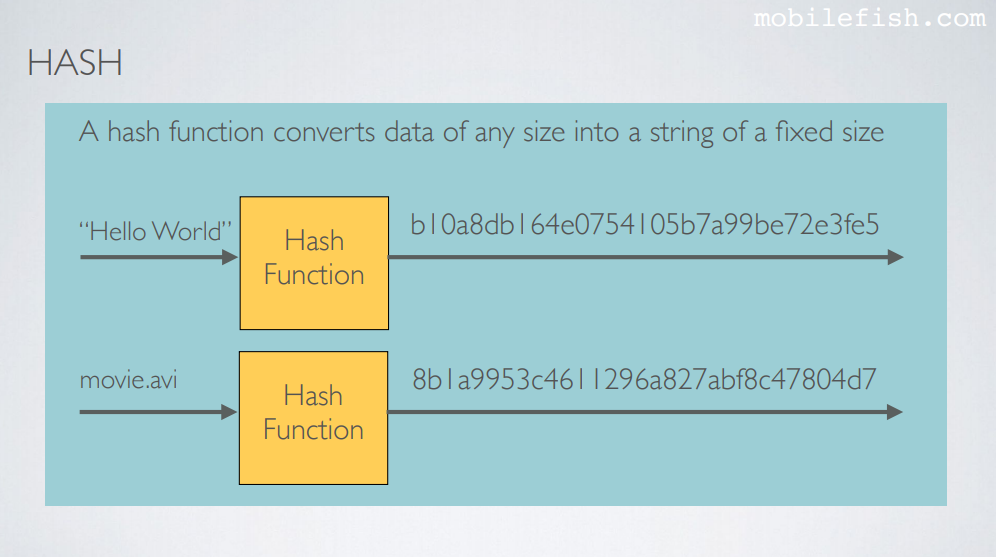 mobilefish.com
HASH
A hash function converts data of any size into a string of a fixed size
“Hello World”
Hash
Function
b10a8db164e0754105b7a99be72e3fe5
movie.avi
Hash
Function
8b1a9953c4611296a827abf8c47804d7